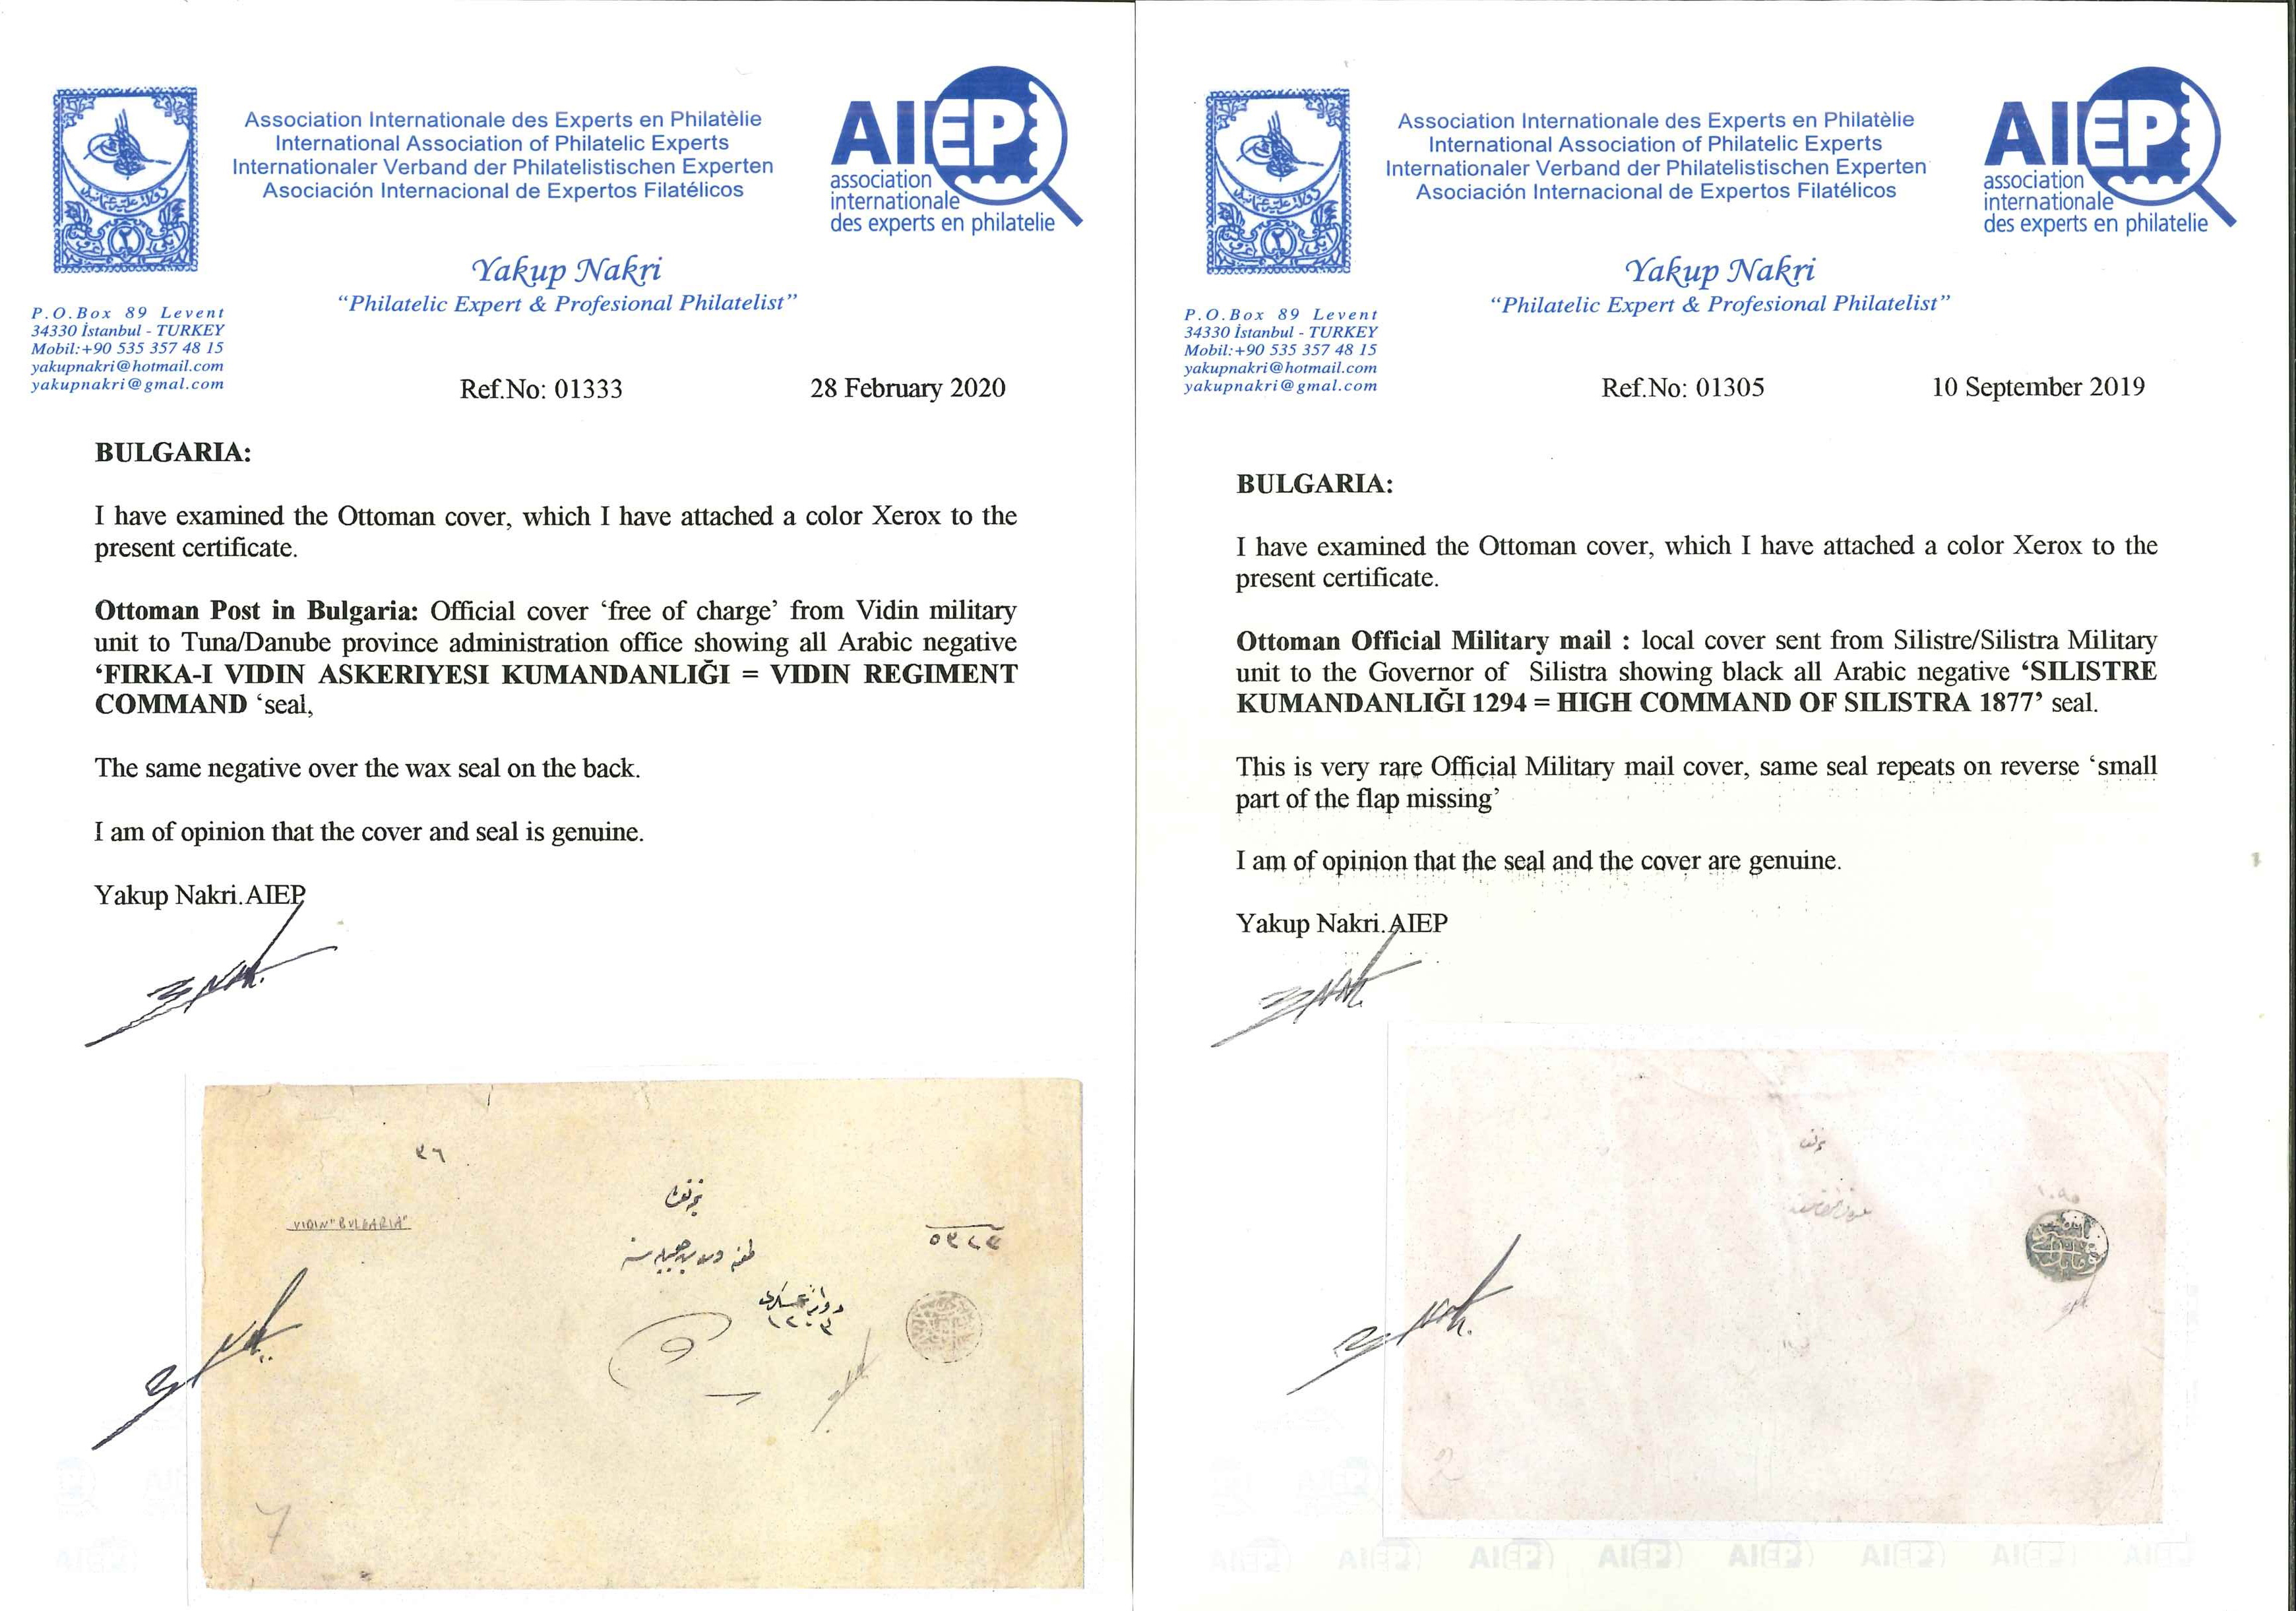 Association Internationale des Experts en Philatèlie
International Association of Philatelic Experts
Internationaler Verband der Philatelistischen Experten
Asociación Internacional de Expertos Filatélicos
AIEP
association
internationale
des experts en philatelie
Yakup Nakri
“Philatelic Expert & Profesional Philatelist”
P.O.Box 89 Levent
34330 İstanbul - TURKEY
Mobil:+90 535 357 48 15
yakupnakri@hotmail.com
yakupnakri@gmal.com
Ref.No: 01333
28 February 2020
BULGARIA:
I have examined the Ottoman cover, which I have attached a color Xerox to the
present certificate.
Ottoman Post in Bulgaria: Official cover ‘free of charge’ from Vidin military
unit to Tuna/Danube province administration office showing all Arabic negative
‘FIRKA-I VIDIN ASKERIYESI KUMANDANLIĞI = VIDIN REGIMENT
COMMAND ‘seal,
The same negative over the wax seal on the back.
I am of opinion that the cover and seal is genuine.
Yakup Nakri.AIEP
٣٦
VIDIN "BULGARIA"
7
Association Internationale des Experts en Philatèlie
International Association of Philatelic Experts
Internationaler Verband der Philatelistischen Experten
Asociación Internacional de Expertos Filatélicos
AIEP
association
internationale
des experts en philatelie
Yakup Nakri
“Philatelic Expert & Profesional Philatelist”
P.O.Box 89 Levent
34330 İstanbul - TURKEY
Mobil:+90 535 357 48 15
yakupnakri@hotmail.com
yakupnakri@gmal.com
Ref.No: 01305
10 September 2019
BULGARIA:
I have examined the Ottoman cover, which I have attached a color Xerox to the
present certificate.
Ottoman Official Military mail : local cover sent from Silistre/Silistra Military
unit to the Governor of Silistra showing black all Arabic negative ‘SILISTRE
KUMANDANLIĞI 1294 = HIGH COMMAND OF SILISTRA 1877’ seal.
This is very rare Official Military mail cover, same seal repeats on reverse ‘small
part of the flap missing’
I am of opinion that the seal and the cover are genuine.
Yakup Nakri.AIEP
2